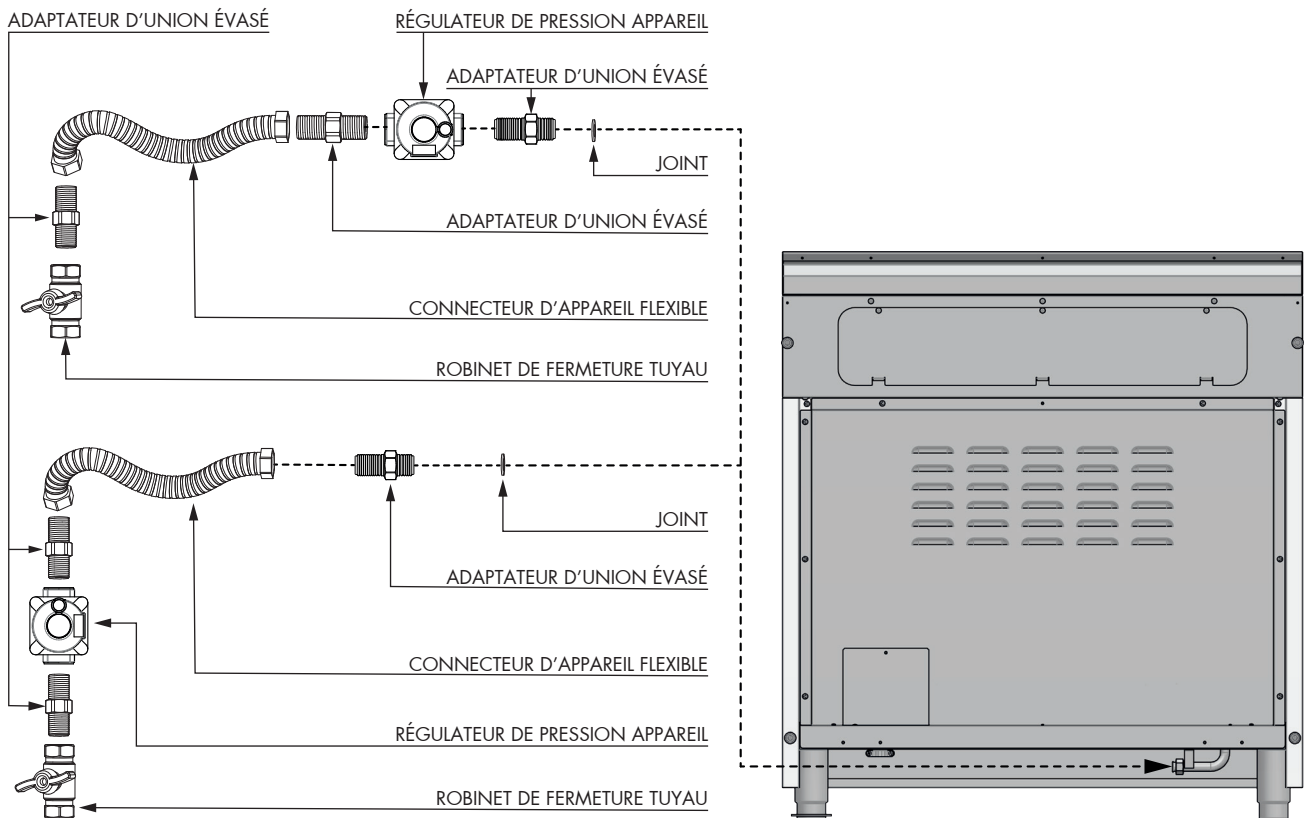 ADAPTATEUR D’UNION ÉVASÉ
RÉGULATEUR DE PRESSION APPAREIL
ADAPTATEUR D’UNION ÉVASÉ
JOINT
ADAPTATEUR D’UNION ÉVASÉ
CONNECTEUR D’APPAREIL FLEXIBLE
ROBINET DE FERMETURE TUYAU
JOINT
ADAPTATEUR D’UNION ÉVASÉ
CONNECTEUR D’APPAREIL FLEXIBLE
RÉGULATEUR DE PRESSION APPAREIL
ROBINET DE FERMETURE TUYAU